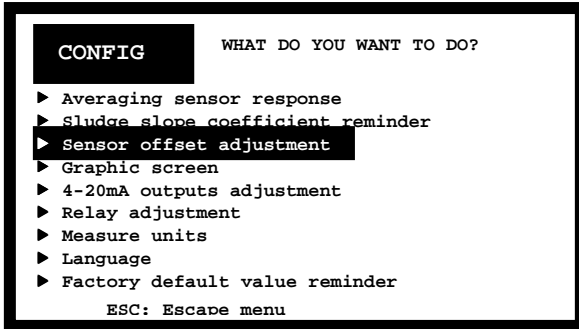 CONFIG
WHAT DO YOU WANT TO DO?
Averaging sensor response
Sludge slope coefficient reminder
Sensor offset adjustment
Graphic screen
4-20mA outputs adjustment
Relay adjustment
Measure units
Language
Factory default value reminder
ESC: Escape menu